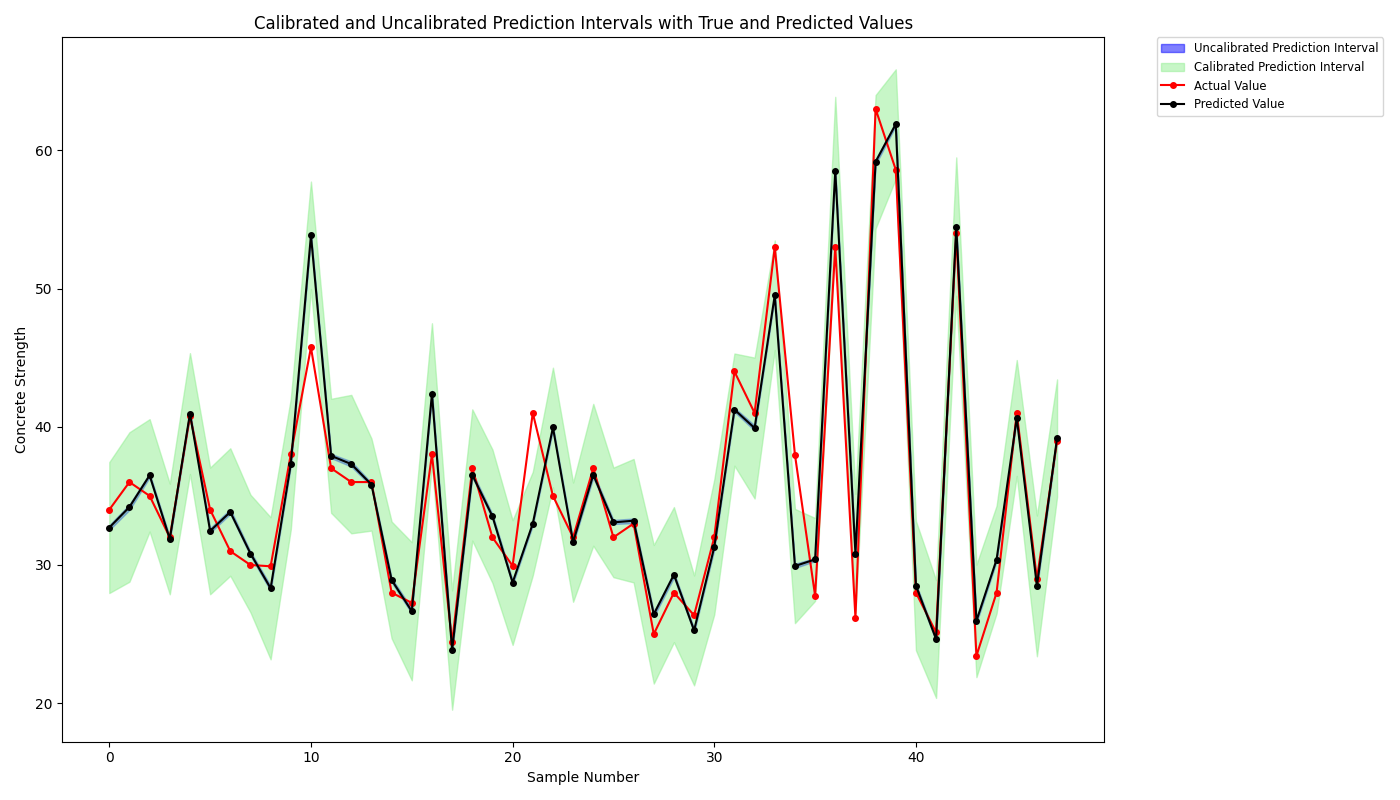 Calibrated and Uncalibrated Prediction Intervals with True and Predicted Values
Uncalibrated Prediction Interval
Calibrated Prediction Interval
Actual Value
Predicted Value
Concrete Strength
60
50
40
30
20
0 10 20 30 40
Sample Number